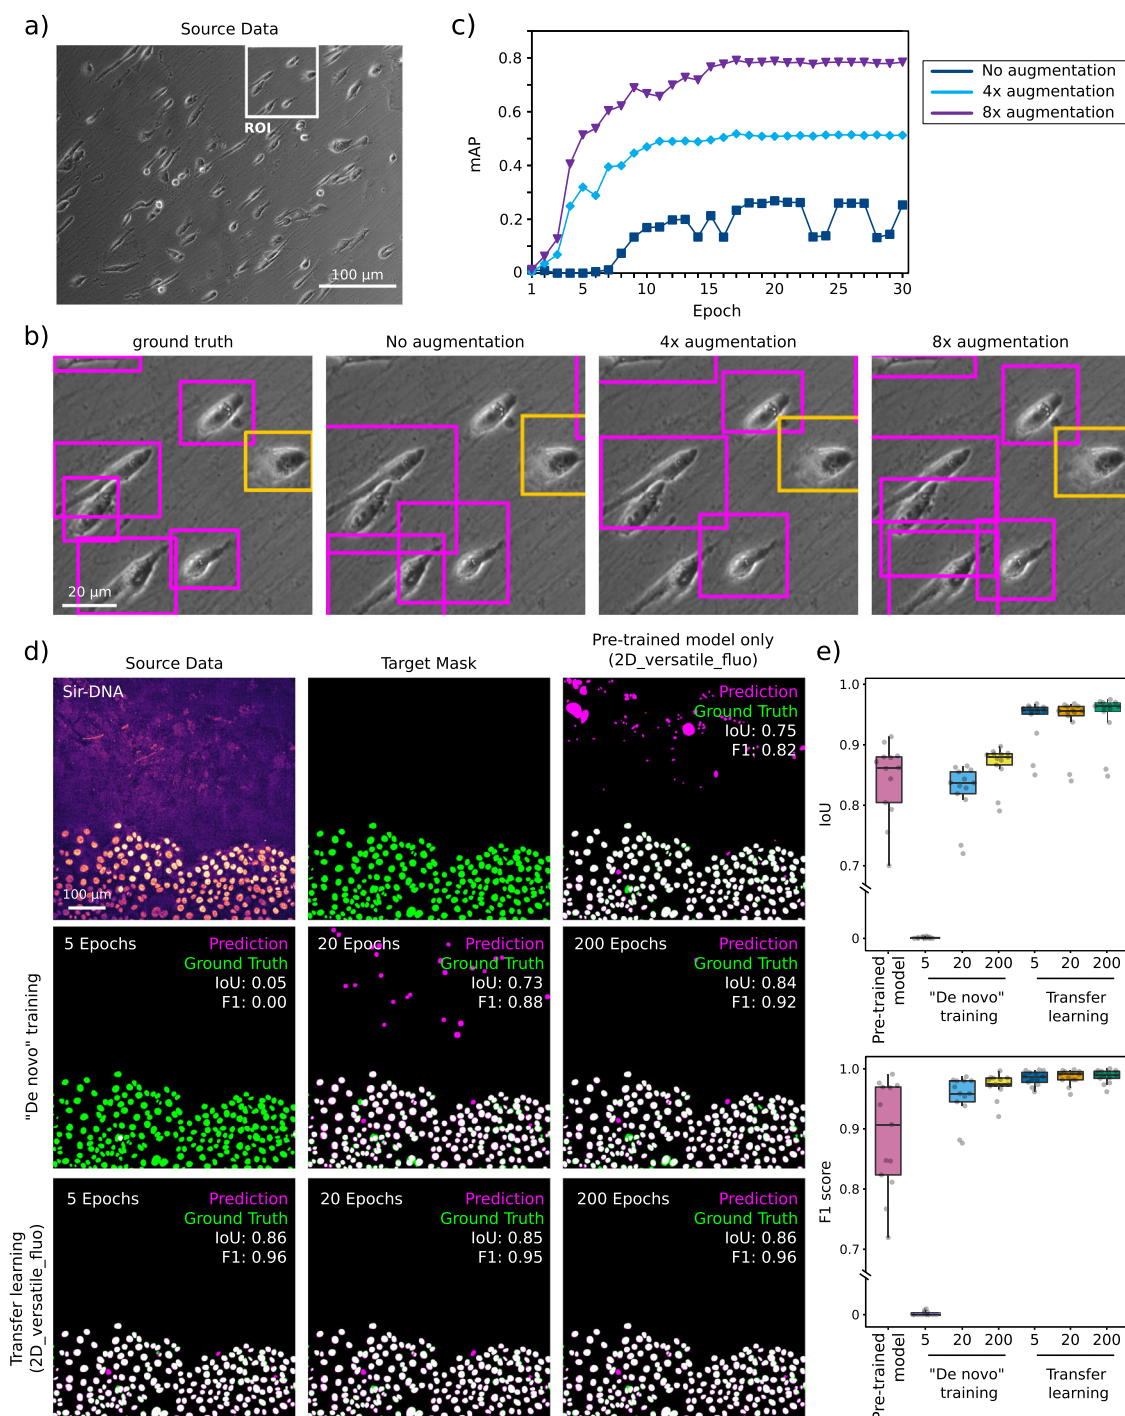 a)
Source Data
ROI
100 µm
c)
mAP
0.8
0.6
0.4
0.2
0
1
5
10
15
20
25
30
Epoch
No augmentation
4x augmentation
8x augmentation
b)
ground truth
No augmentation
4x augmentation
8x augmentation
20 µm
d)
Source Data
Target Mask
Pre-trained model only
(2D_versatile_fluo)
Sir-DNA
100 µm
Prediction
Ground Truth
IoU: 0.75
F1: 0.82
"De novo" training
5 Epochs
Prediction
Ground Truth
IoU: 0.05
F1: 0.00
20 Epochs
Prediction
Ground Truth
IoU: 0.73
F1: 0.88
200 Epochs
Prediction
Ground Truth
IoU: 0.84
F1: 0.92
Transfer learning
(2D_versatile_fluo)
5 Epochs
Prediction
Ground Truth
IoU: 0.86
F1: 0.96
20 Epochs
Prediction
Ground Truth
IoU: 0.85
F1: 0.95
200 Epochs
Prediction
Ground Truth
IoU: 0.86
F1: 0.96
e)
IoU
1.0
0.9
0.8
0.7
0
Pre-trained
model
5
20
200
5
20
200
"De novo"
training
Transfer
learning
F1 score
1.0
0.9
0.8
0.7
0
Pre-trained
model
5
20
200
5
20
200
"De novo"
training
Transfer
learning